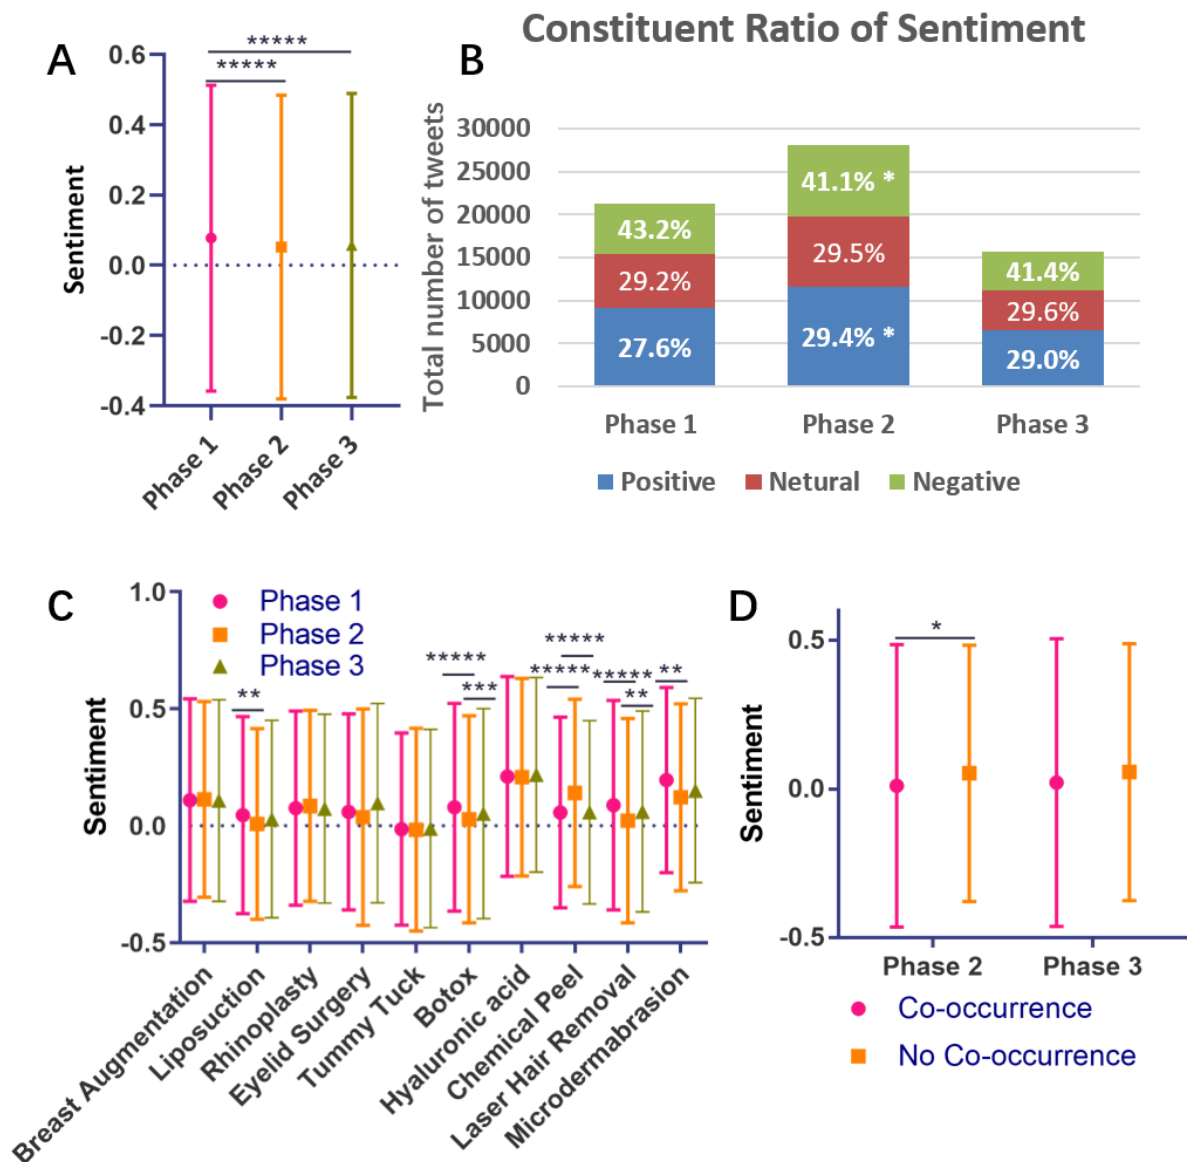 A
*****
*****
0.6
0.4
0.2
0.0
-0.2
-0.4
Sentiment
Phase 1
Phase 2
Phase 3
Constituent Ratio of Sentiment
B
Total number of tweets
30000
25000
20000
15000
10000
5000
0
43.2%
29.2%
27.6%
41.1% *
29.5%
29.4% *
41.4%
29.6%
29.0%
Phase 1
Phase 2
Phase 3
Positive
Netural
Negative
C
1.0
0.5
0.0
-0.5
Sentiment
Phase 1
Phase 2
Phase 3
**
*****
***
*****
*****
*****
**
**
Breast Augmentation
Liposuction
Rhinoplasty
Eyelid Surgery
Tummy Tuck
Botox
Hyaluronic acid
Chemical Peel
Laser Hair Removal
Microdermabrasion
D
*
0.5
0.0
-0.5
Sentiment
Phase 2
Phase 3
Co-occurrence
No Co-occurrence